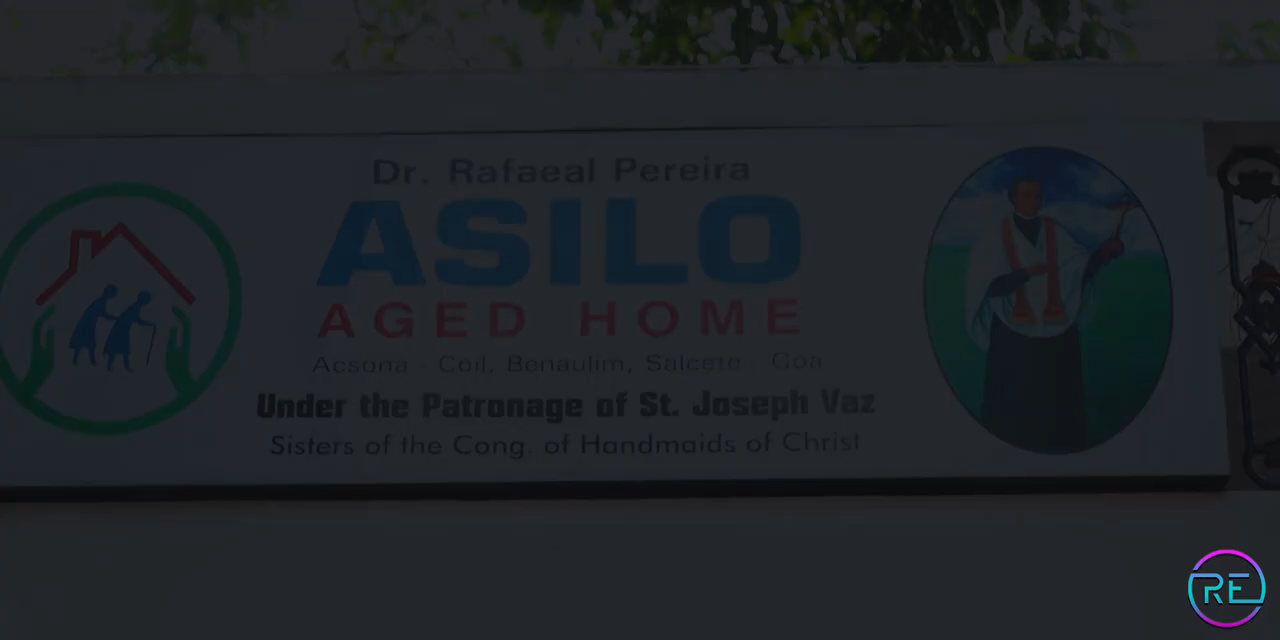 Dr. Rafaeal Pereira
ASILO
AGED HOME
Acsona - Coil, Benaulim, Salcete - Goa
Under the Patronage of St. Joseph Vaz
Sisters of the Cong. of Handmaids of Christ
RE